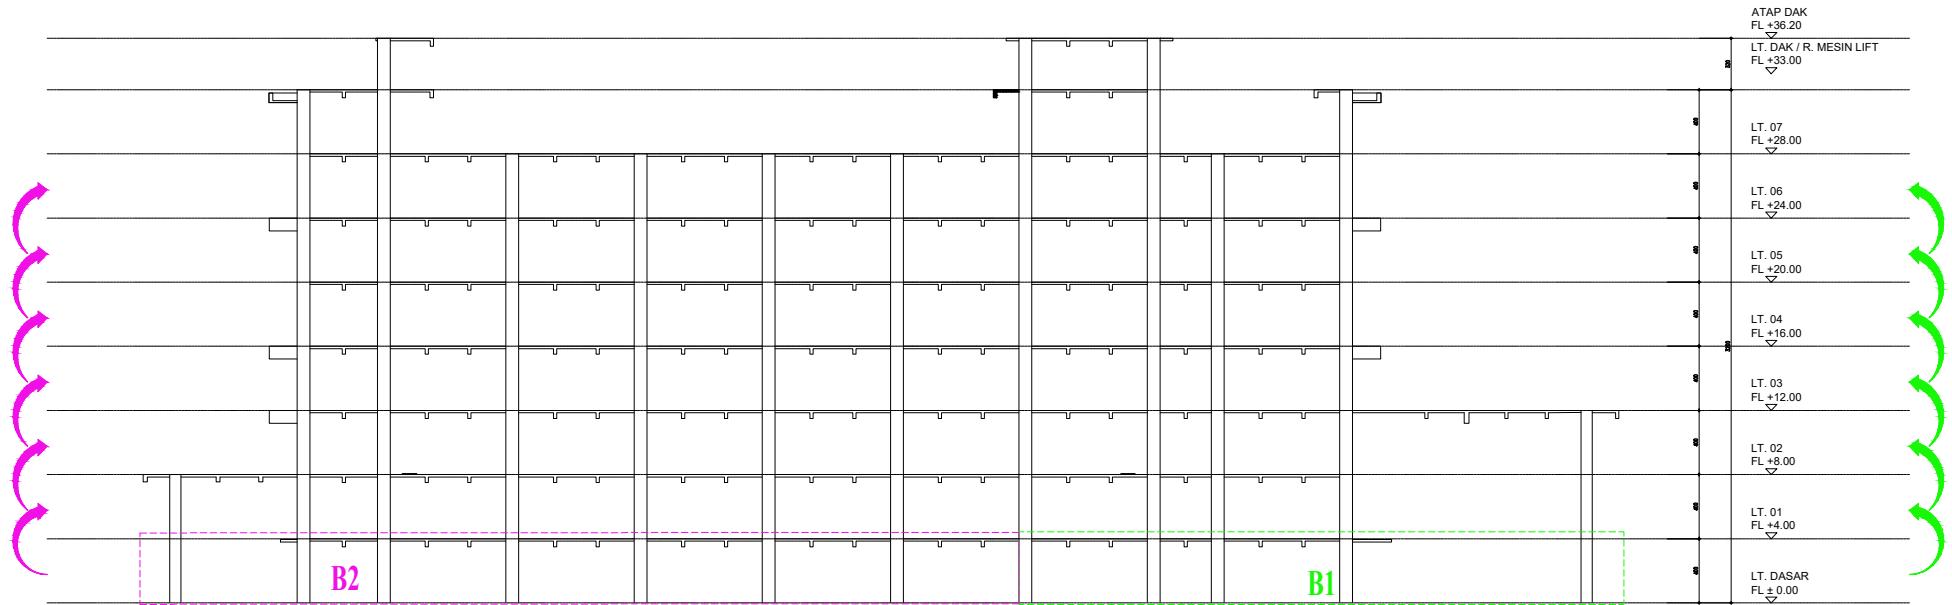 ATAP DAK
FL +36.20
LT. DAK / R. MESIN LIFT
FL +33.00
LT. 07
FL +28.00
LT. 06
FL +24.00
LT. 05
FL +20.00
LT. 04
FL +16.00
LT. 03
FL +12.00
LT. 02
FL +8.00
LT. 01
FL +4.00
LT. DASAR
FL ± 0.00
B2
B1